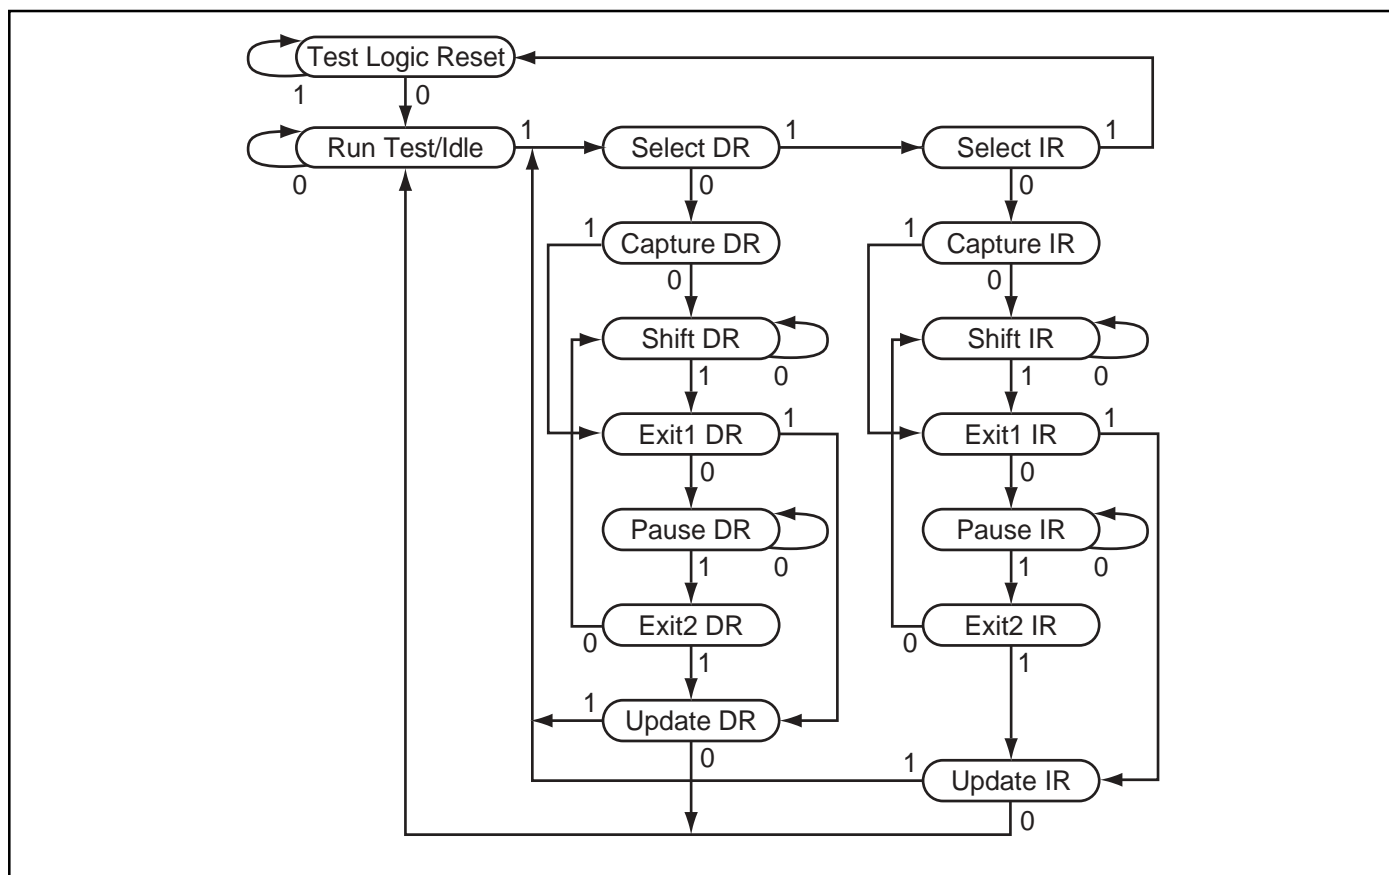 Test Logic Reset
1 0
Run Test/Idle 1 Select DR 1 Select IR 1
0 0 0
1 Capture DR 1 Capture IR
0 0
Shift DR Shift IR
1 0 1 0
Exit1 DR 1 Exit1 IR 1
0 0
Pause DR Pause IR
1 0 1 0
Exit2 DR Exit2 IR
0 1 0 1
1 Update DR
0 1 Update IR
0